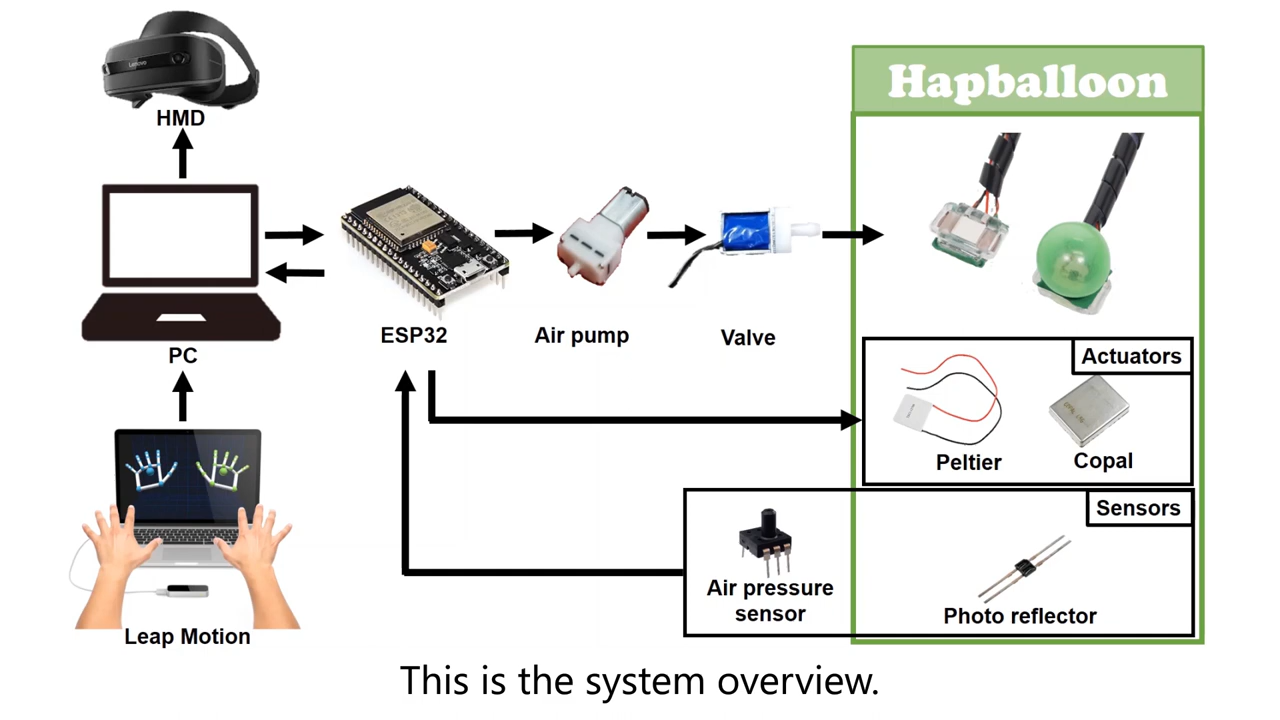 Lenovo
HMD
Hapballoon
PC
ESP32
Air pump
Valve
Actuators
Peltier
Copal
Sensors
Air pressure
sensor
Photo reflector
Leap Motion
This is the system overview.